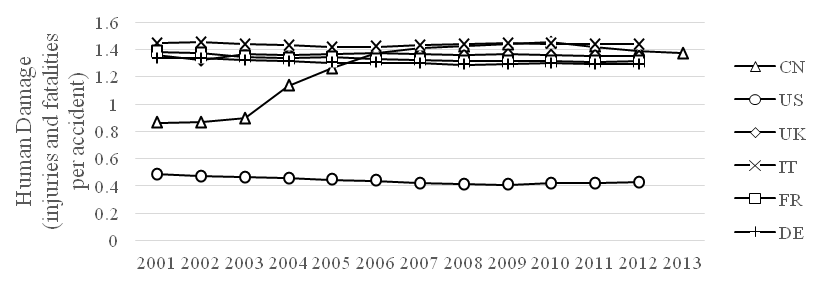 Human Damage
(injuries and fatalities
per accident)
1.6
1.4
1.2
1
0.8
0.6
0.4
0.2
0
2001 2002 2003 2004 2005 2006 2007 2008 2009 2010 2011 2012 2013
CN
US
UK
IT
FR
DE